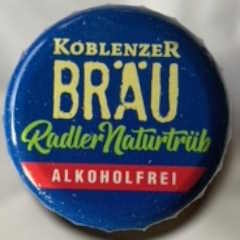 KOBLENZER
BRÄU
Radler Naturtrüb
ALKOHOLFREI